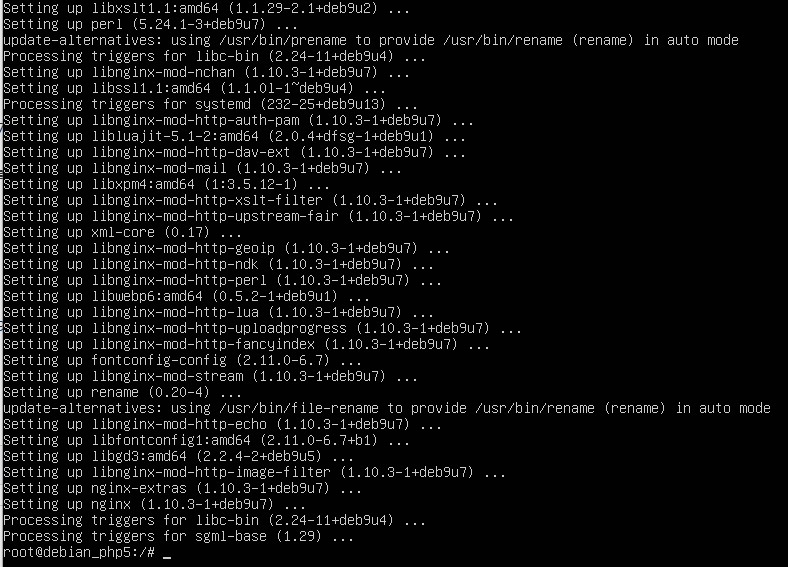 Setting up libxslt1.1:amd64 (1.1.29-2.1+deb9u2) ...
Setting up perl (5.24.1-3+deb9u7) ...
update-alternatives: using /usr/bin/prename to provide /usr/bin/rename (rename) in auto mode
Processing triggers for libc-bin (2.24-11+deb9u4) ...
Setting up libnginx-mod-nchan (1.10.3-1+deb9u7) ...
Setting up libssl1.1:amd64 (1.1.0l-1~deb9u4) ...
Processing triggers for systemd (232-25+deb9u13) ...
Setting up libnginx-mod-http-auth-pam (1.10.3-1+deb9u7) ...
Setting up libluajit-5.1-2:amd64 (2.0.4+dfsg-1+deb9u1) ...
Setting up libnginx-mod-http-dav-ext (1.10.3-1+deb9u7) ...
Setting up libnginx-mod-mail (1.10.3-1+deb9u7) ...
Setting up libxpm4:amd64 (1:3.5.12-1) ...
Setting up libnginx-mod-http-xslt-filter (1.10.3-1+deb9u7) ...
Setting up libnginx-mod-http-upstream-fair (1.10.3-1+deb9u7) ...
Setting up xml-core (0.17) ...
Setting up libnginx-mod-http-geoip (1.10.3-1+deb9u7) ...
Setting up libnginx-mod-http-ndk (1.10.3-1+deb9u7) ...
Setting up libnginx-mod-http-perl (1.10.3-1+deb9u7) ...
Setting up libwebp6:amd64 (0.5.2-1+deb9u1) ...
Setting up libnginx-mod-http-lua (1.10.3-1+deb9u7) ...
Setting up libnginx-mod-http-uploadprogress (1.10.3-1+deb9u7) ...
Setting up libnginx-mod-http-fancyindex (1.10.3-1+deb9u7) ...
Setting up fontconfig-config (2.11.0-6.7) ...
Setting up libnginx-mod-stream (1.10.3-1+deb9u7) ...
Setting up rename (0.20-4) ...
update-alternatives: using /usr/bin/file-rename to provide /usr/bin/rename (rename) in auto mode
Setting up libnginx-mod-http-echo (1.10.3-1+deb9u7) ...
Setting up libfontconfig1:amd64 (2.11.0-6.7+b1) ...
Setting up libgd3:amd64 (2.2.4-2+deb9u5) ...
Setting up libnginx-mod-http-image-filter (1.10.3-1+deb9u7) ...
Setting up nginx-extras (1.10.3-1+deb9u7) ...
Setting up nginx (1.10.3-1+deb9u7) ...
Processing triggers for libc-bin (2.24-11+deb9u4) ...
Processing triggers for sgml-base (1.29) ...
root@debian_php5:/# _